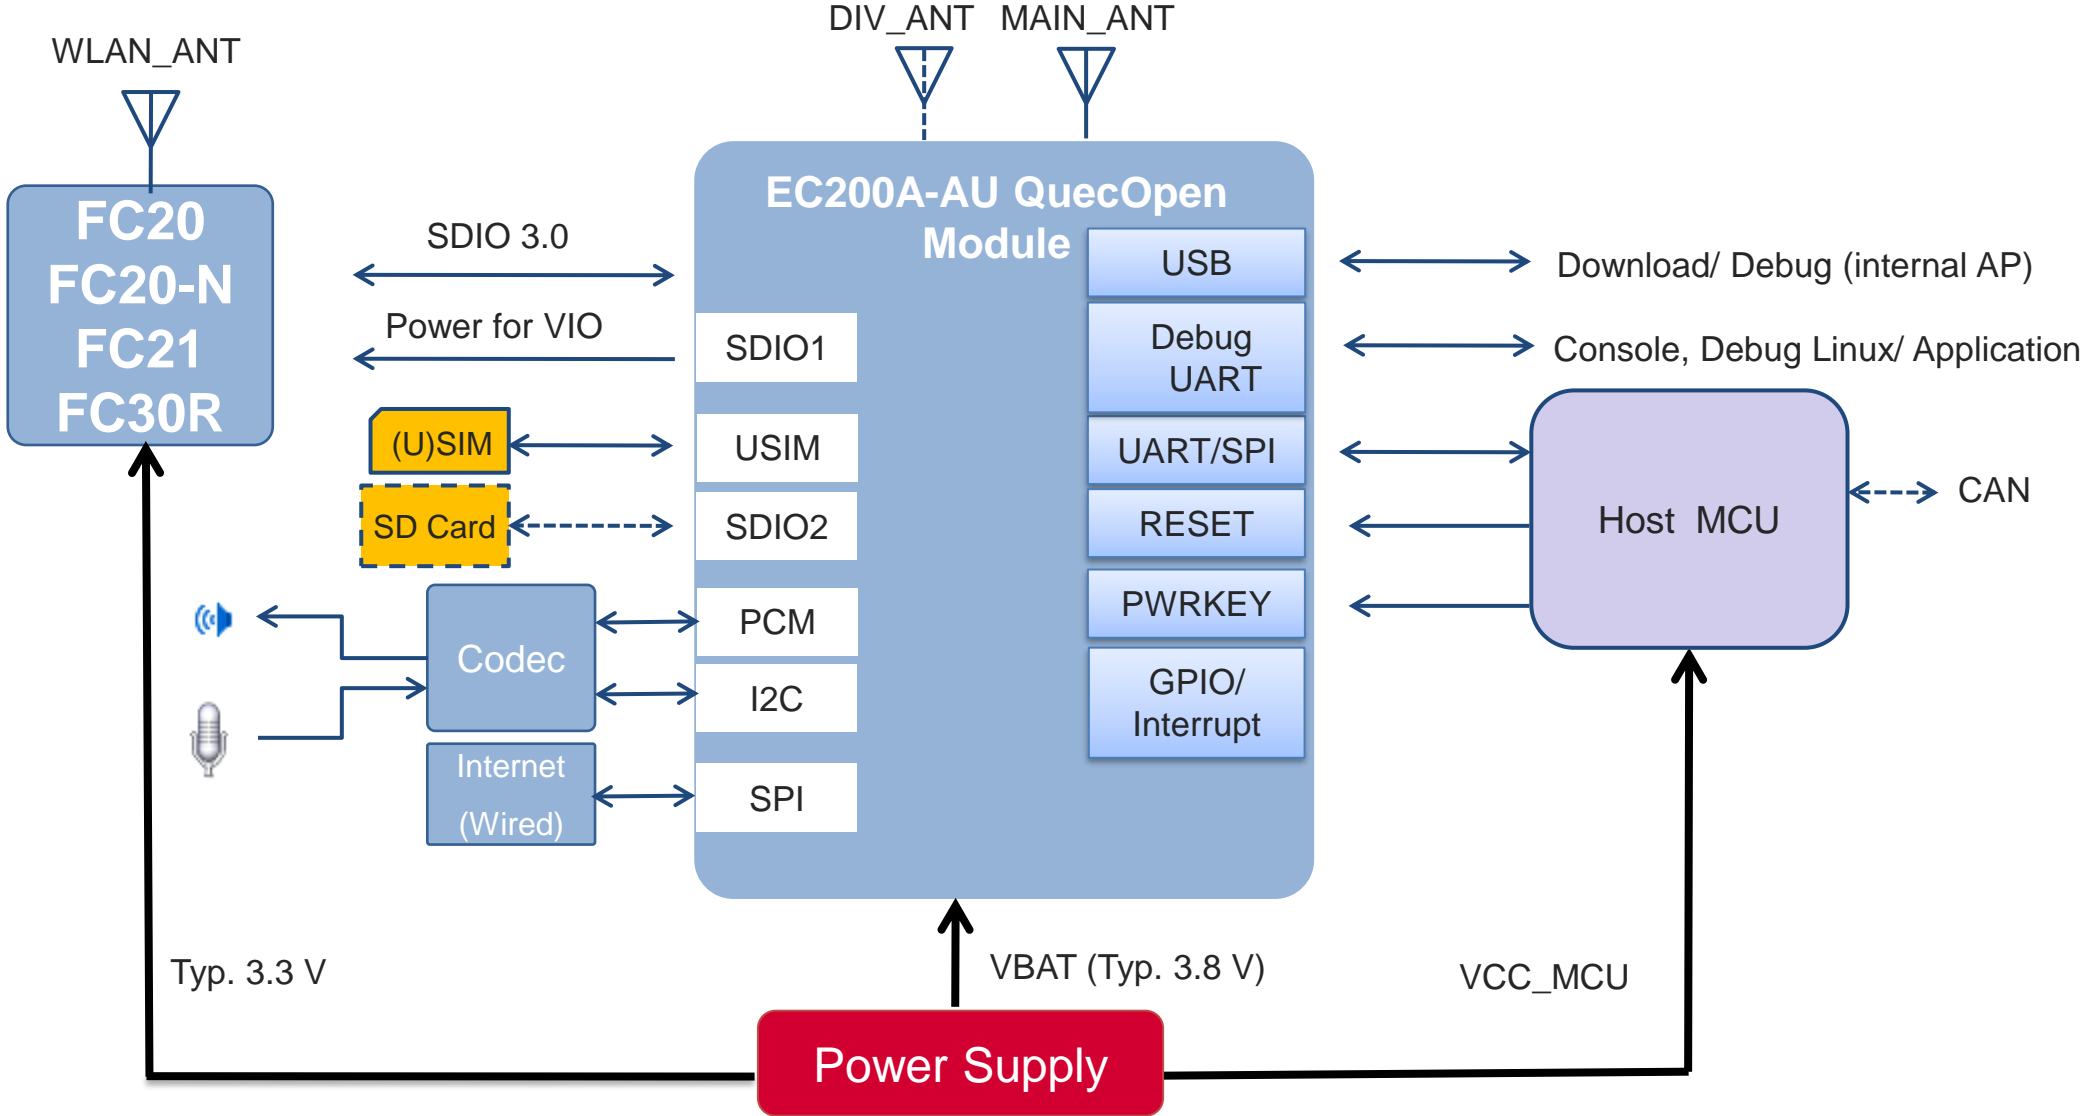 DIV_ANT
MAIN_ANT
WLAN_ANT
FC20
FC20-N
FC21
FC30R
SDIO 3.0
Power for VIO
(U)SIM
SD Card
Codec
Internet
(Wired)
EC200A-AU QuecOpen
Module
SDIO1
USIM
SDIO2
PCM
I2C
SPI
USB
Debug
UART
UART/SPI
RESET
PWRKEY
GPIO/
Interrupt
Download/ Debug (internal AP)
Console, Debug Linux/ Application
Host MCU
CAN
Typ. 3.3 V
VBAT (Typ. 3.8 V)
VCC_MCU
Power Supply